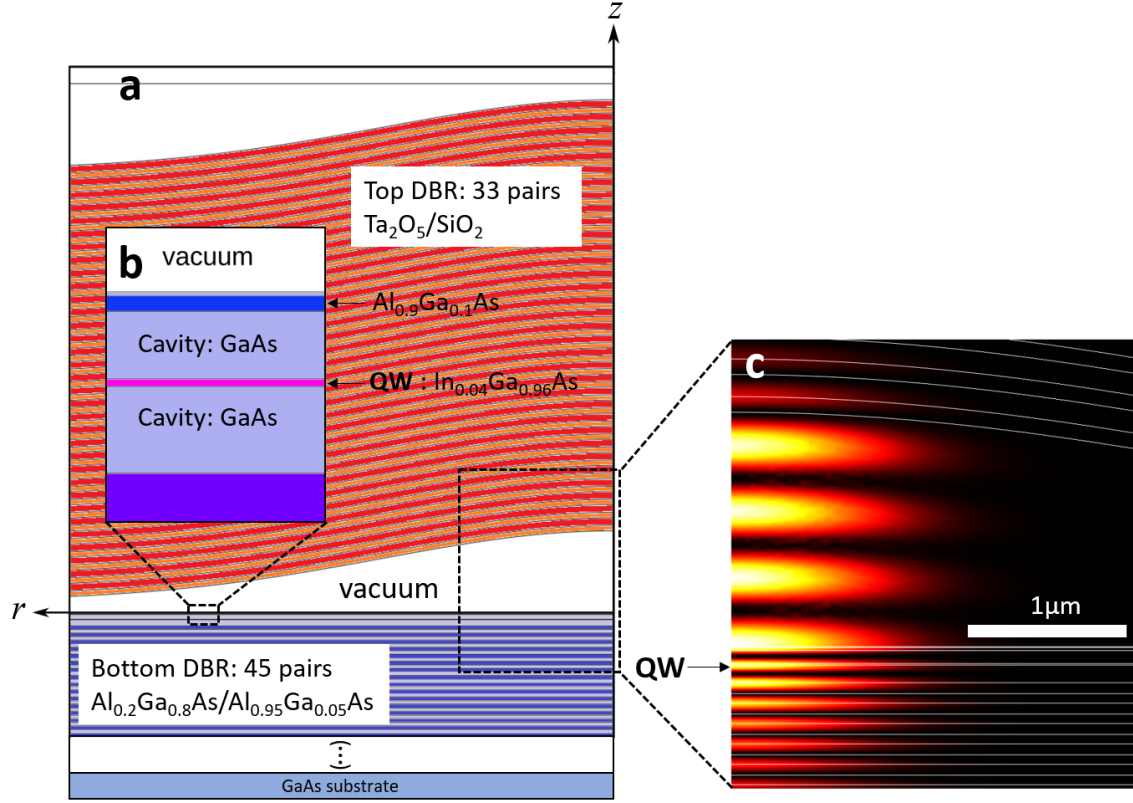 z
a
Top DBR: 33 pairs
Ta₂O₅/SiO₂
b
vacuum
Al₀.₉Ga₀.₁As
Cavity: GaAs
QW : In₀.₀₄Ga₀.₉₆As
Cavity: GaAs
vacuum
r
Bottom DBR: 45 pairs
Al₀.₂Ga₀.₈As/Al₀.₉₅Ga₀.₀₅As
(...)
GaAs substrate
c
1μm
QW